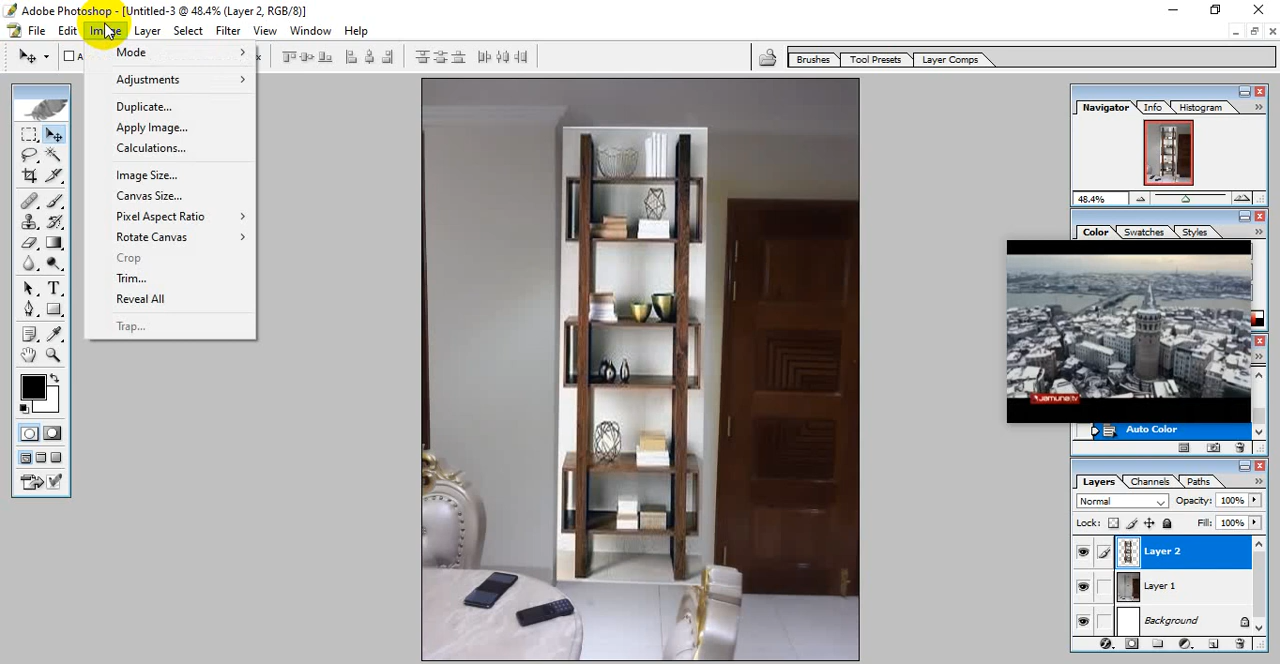 Adobe Photoshop - [Untitled-3 @ 48.4% (Layer 2, RGB/8)]
File Edit Image Layer Select Filter View Window Help
Brushes Tool Presets Layer Comps
Mode
Adjustments
Duplicate...
Apply Image...
Calculations...
Image Size...
Canvas Size...
Pixel Aspect Ratio
Rotate Canvas
Crop
Trim...
Reveal All
Trap...
Navigator Info Histogram
48.4%
Color Swatches Styles
Jamuna tv
Auto Color
Layers Channels Paths
Normal Opacity: 100%
Lock: Fill: 100%
Layer 2
Layer 1
Background